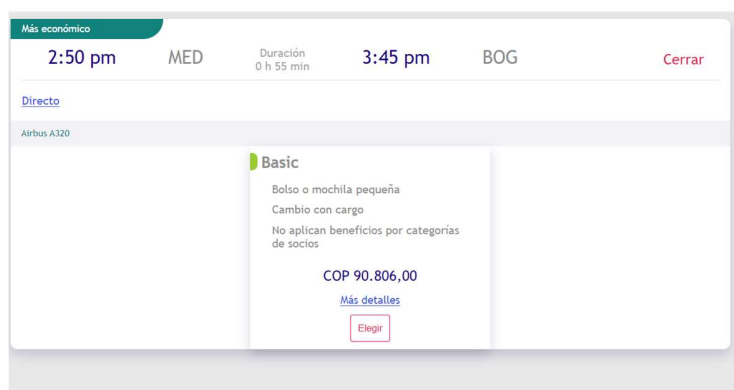 Más económico
2:50 pm MED Duración 3:45 pm BOG Cerrar
0 h 55 min
Directo
Airbus A320
Basic
Bolso o mochila pequeña
Cambio con cargo
No aplican beneficios por categorías
de socios
COP 90.806,00
Más detalles
Elegir